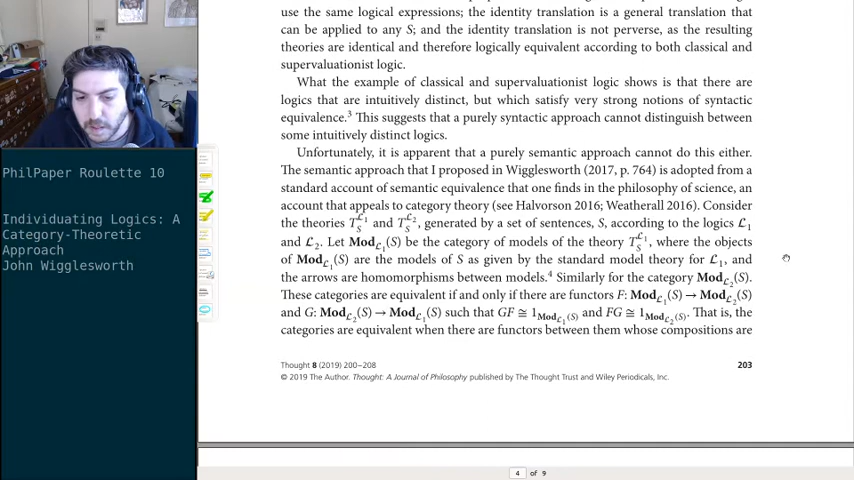 use the same logical expressions; the identity translation is a general translation that
can be applied to any S; and the identity translation is not perverse, as the resulting
theories are identical and therefore logically equivalent according to both classical and
supervaluationist logic.
What the example of classical and supervaluationist logic shows is that there are
logics that are intuitively distinct, but which satisfy very strong notions of syntactic
equivalence.³ This suggests that a purely syntactic approach cannot distinguish between
some intuitively distinct logics.
Unfortunately, it is apparent that a purely semantic approach cannot do this either.
The semantic approach that I proposed in Wigglesworth (2017, p. 764) is adopted from a
standard account of semantic equivalence that one finds in the philosophy of science, an
account that appeals to category theory (see Halvorson 2016; Weatherall 2016). Consider
the theories T_S^{ℒ₁} and T_S^{ℒ₂}, generated by a set of sentences, S, according to the logics ℒ₁
and ℒ₂. Let Mod_{ℒ₁}(S) be the category of models of the theory T_S^{ℒ₁}, where the objects
of Mod_{ℒ₁}(S) are the models of S as given by the standard model theory for ℒ₁, and
the arrows are homomorphisms between models.⁴ Similarly for the category Mod_{ℒ₂}(S).
These categories are equivalent if and only if there are functors F: Mod_{ℒ₁}(S) → Mod_{ℒ₂}(S)
and G: Mod_{ℒ₂}(S) → Mod_{ℒ₁}(S) such that GF ≅ 1_{Mod_{ℒ₁}(S)} and FG ≅ 1_{Mod_{ℒ₂}(S)}. That is, the
categories are equivalent when there are functors between them whose compositions are
Thought 8 (2019) 200–208 203
© 2019 The Author. Thought: A Journal of Philosophy published by The Thought Trust and Wiley Periodicals, Inc.
4 of 9
PhilPaper Roulette 10
Individuating Logics: A
Category-Theoretic
Approach
John Wigglesworth